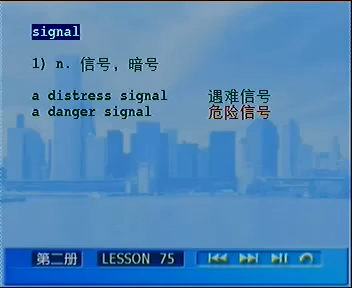 signal
1) n. 信号, 暗号
a distress signal 遇难信号
a danger signal 危险信号
第二册 LESSON 75